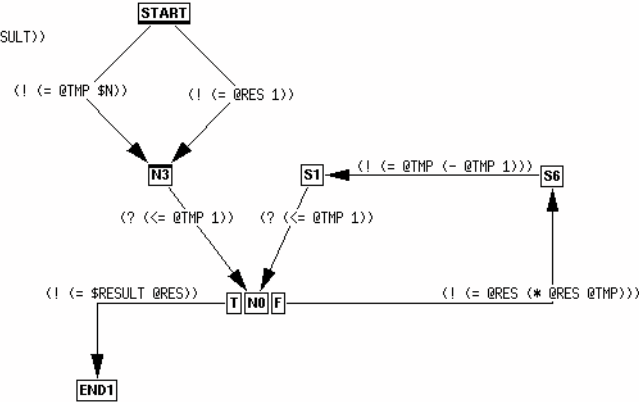 START
SULT))
(! (= @TMP $N))
(! (= @RES 1))
N3
S1
(! (= @TMP (- @TMP 1)))
S6
(? (<= @TMP 1))
(? (<= @TMP 1))
(! (= $RESULT @RES))
T N0 F
(! (= @RES (* @RES @TMP)))
END1